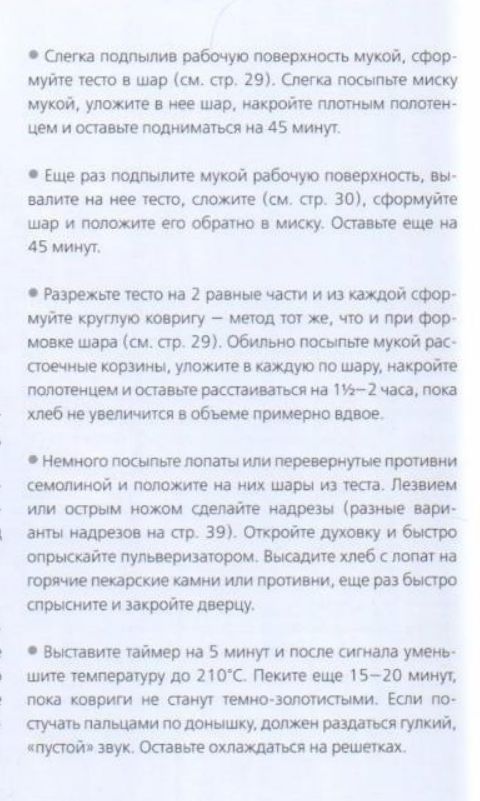 • Слегка подпылив рабочую поверхность мукой, сфор-
муйте тесто в шар (см. стр. 29). Слегка посыпьте миску
мукой, уложите в нее шар, накройте плотным полотен-
цем и оставьте подниматься на 45 минут.
• Еще раз подпылите мукой рабочую поверхность, вы-
валите на нее тесто, сложите (см. стр. 30), сформуйте
шар и положите его обратно в миску. Оставьте еще на
45 минут.
• Разрежьте тесто на 2 равные части и из каждой сфор-
муйте круглую ковригу — метод тот же, что и при фор-
мовке шара (см. стр. 29). Обильно посыпьте мукой рас-
стоечные корзины, уложите в каждую по шару, накройте
полотенцем и оставьте расстаиваться на 1½—2 часа, пока
хлеб не увеличится в объеме примерно вдвое.
• Немного посыпьте лопаты или перевернутые противни
семолиной и положите на них шары из теста. Лезвием
или острым ножом сделайте надрезы (разные вари-
анты надрезов на стр. 39). Откройте духовку и быстро
опрыскайте пульверизатором. Высадите хлеб с лопат на
горячие пекарские камни или противни, еще раз быстро
спрысните и закройте дверцу.
• Выставите таймер на 5 минут и после сигнала умень-
шите температуру до 210°С. Пеките еще 15—20 минут,
пока ковриги не станут темно-золотистыми. Если по-
стучать пальцами по донышку, должен раздаться гулкий,
«пустой» звук. Оставьте охлаждаться на решетках.